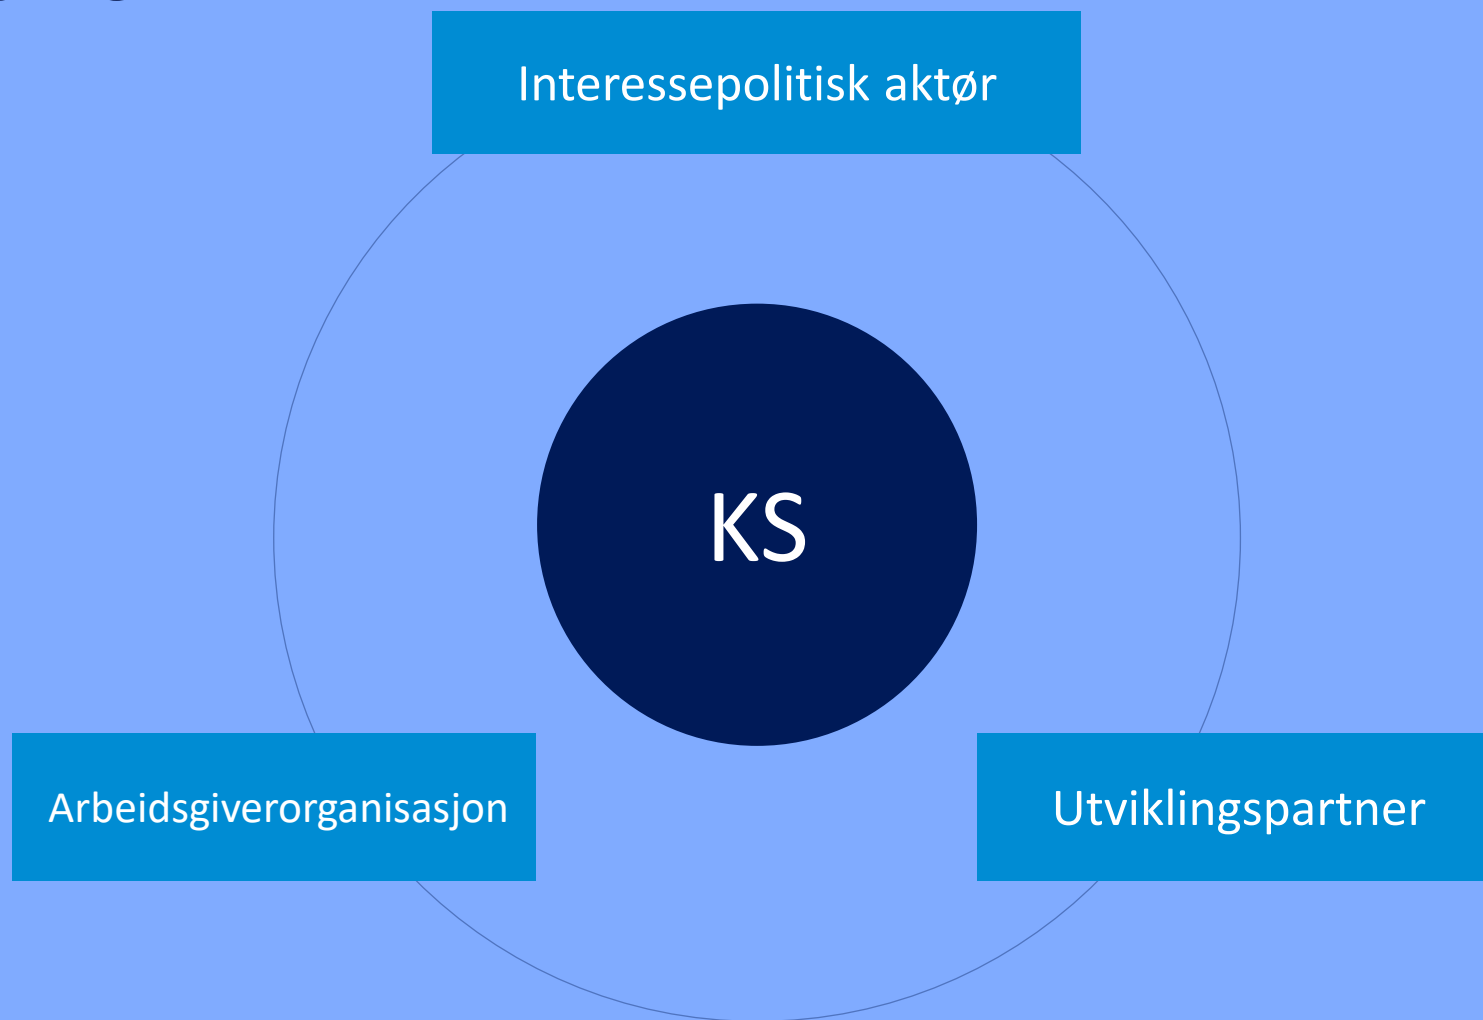 Interessepolitisk aktør
KS
Arbeidsgiverorganisasjon
Utviklingspartner